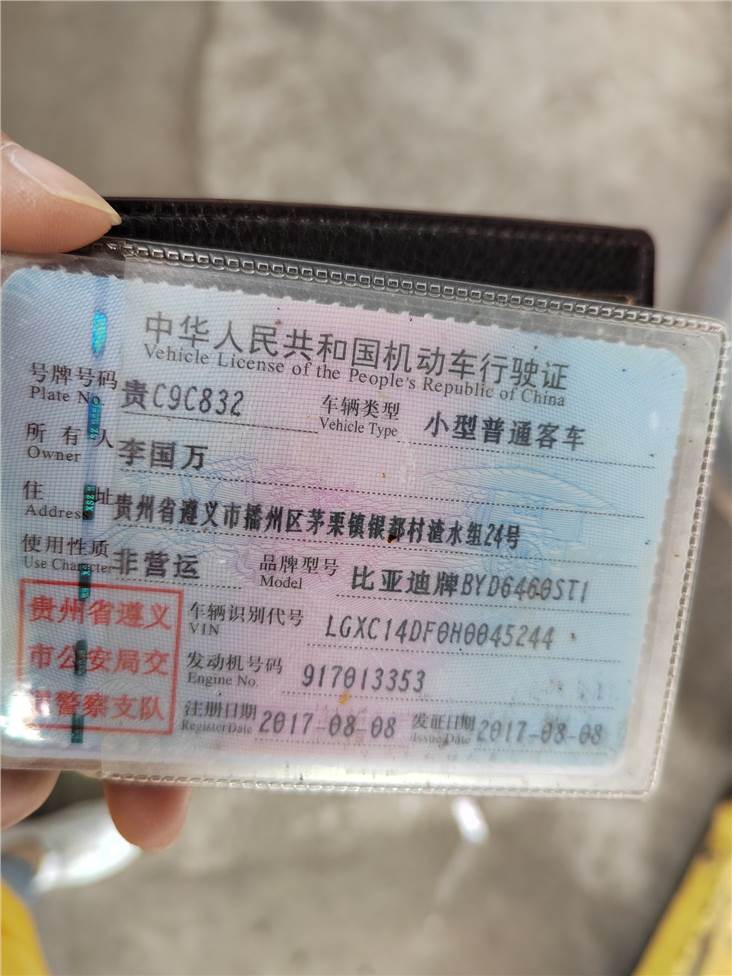 中华人民共和国机动车行驶证
Vehicle License of the People's Republic of China
号牌号码 贵C9C832 车辆类型 小型普通客车
Plate No. Vehicle Type
所有人 李国万
Owner
住址 贵州省遵义市播州区茅栗镇银都村渣水组24号
Address
使用性质 非营运 品牌型号 比亚迪牌BYD6460ST1
Use Character Model
贵州省遵义
市公安局交
警察支队
车辆识别代号 LGXC14DF0H0045244
VIN
发动机号码 917013353
Engine No.
注册日期 2017-08-08 发证日期 2017-08-08
Register Date Issue Date